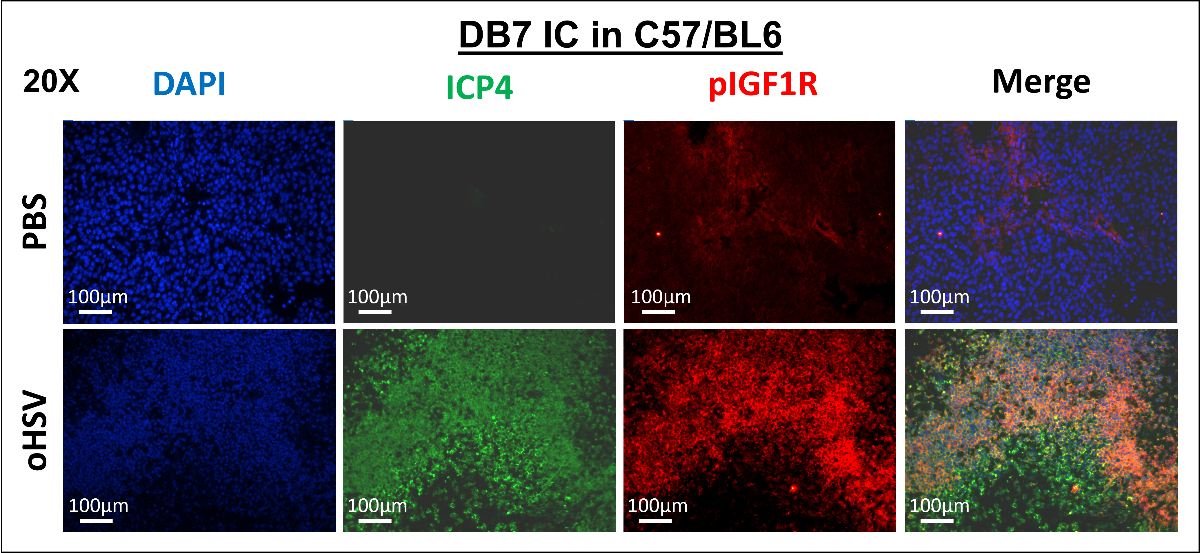 DB7 IC in C57/BL6
20X DAPI ICP4 pIGF1R Merge
PBS
100μm 100μm 100μm 100μm
oHSV
100μm 100μm 100μm 100μm